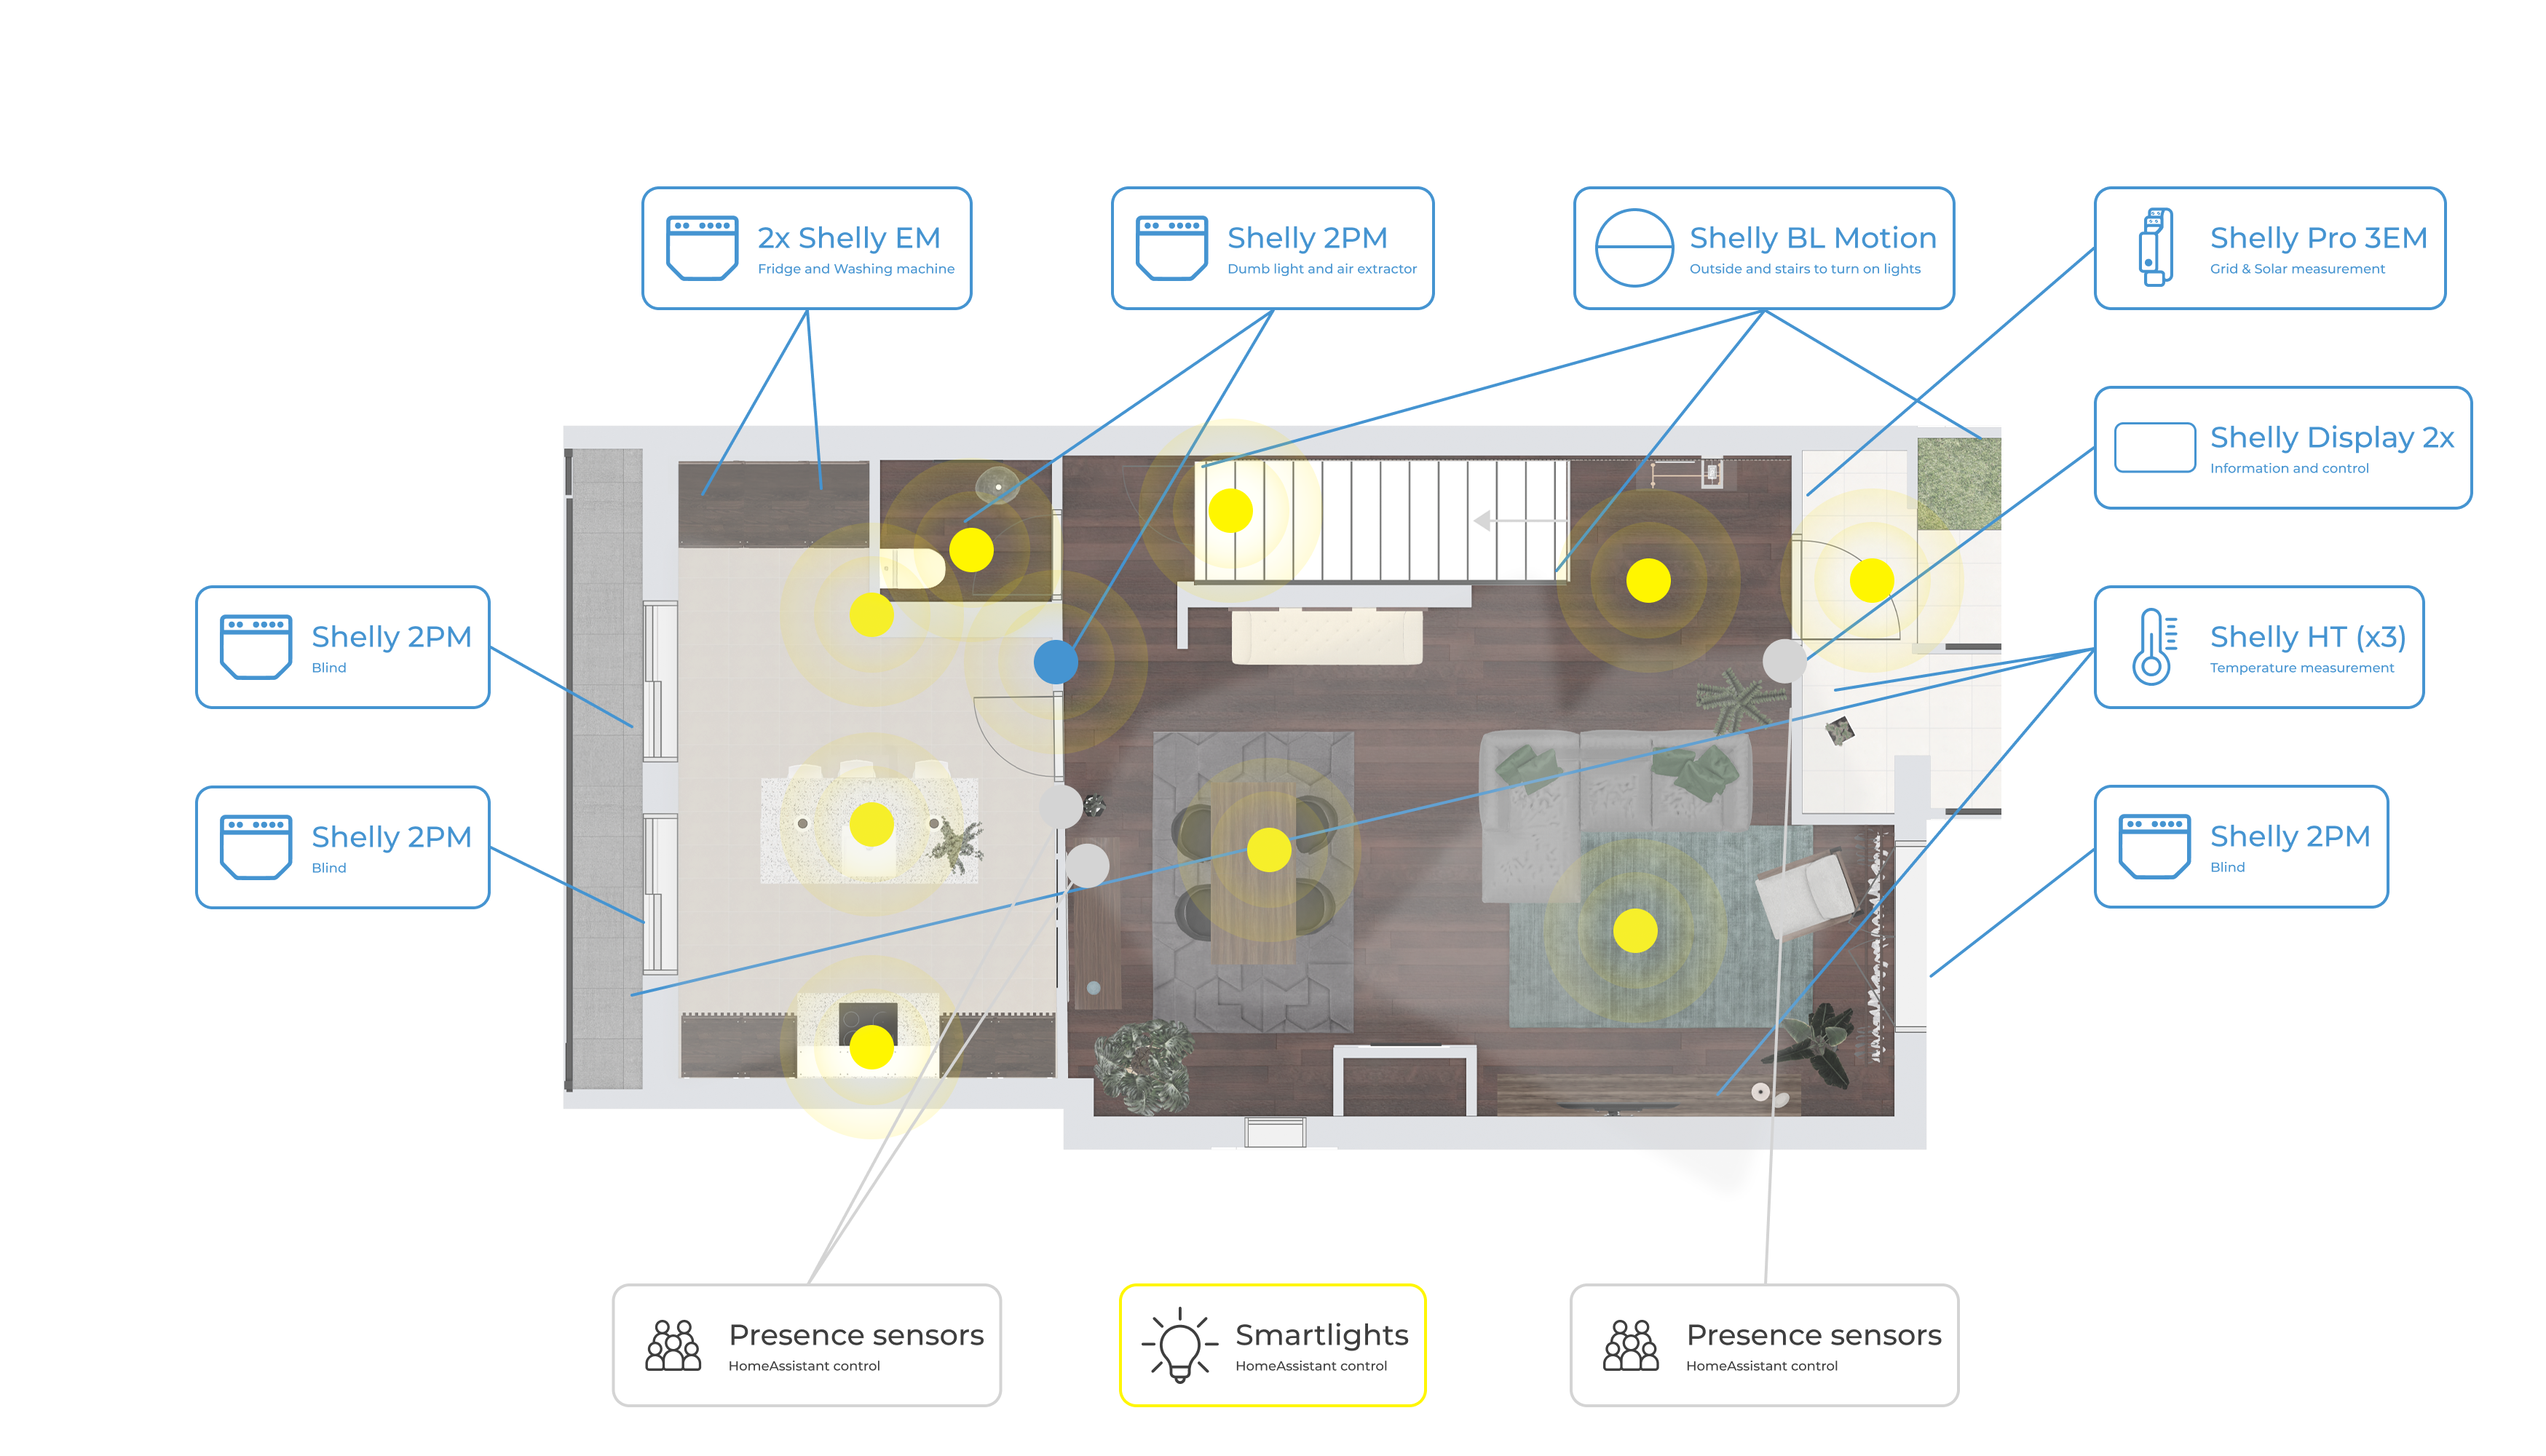 2x Shelly EM
Fridge and Washing machine
Shelly 2PM
Dumb light and air extractor
Shelly BL Motion
Outside and stairs to turn on lights
Shelly Pro 3EM
Grid & Solar measurement
Shelly Display 2x
Information and control
Shelly 2PM
Blind
Shelly HT (x3)
Temperature measurement
Shelly 2PM
Blind
Shelly 2PM
Blind
Presence sensors
HomeAssistant control
Smartlights
HomeAssistant control
Presence sensors
HomeAssistant control